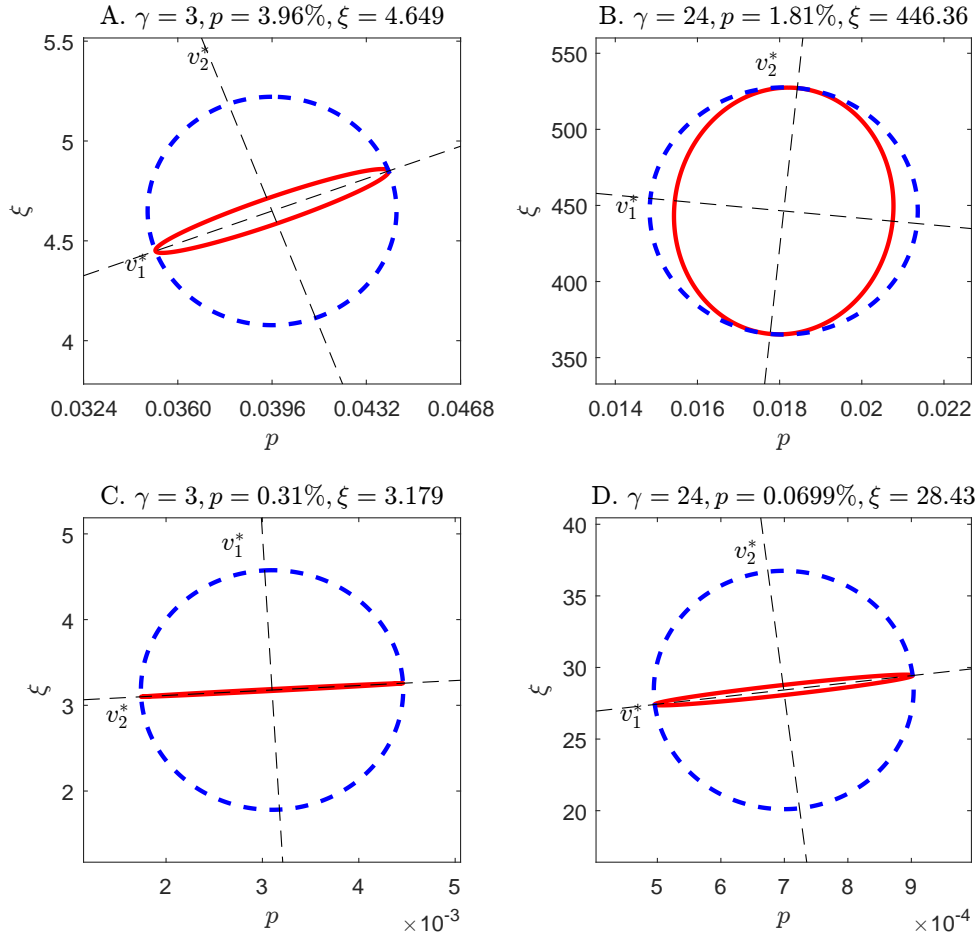 A. γ = 3, p = 3.96%, ξ = 4.649
5.5
5
4.5
4
ξ
v₂*
v₁*
0.0324 0.0360 0.0396 0.0432 0.0468
p
B. γ = 24, p = 1.81%, ξ = 446.36
550
500
450
400
350
ξ
v₂*
v₁*
0.014 0.016 0.018 0.02 0.022
p
C. γ = 3, p = 0.31%, ξ = 3.179
5
4
3
2
ξ
v₁*
v₂*
2 3 4 5
p
×10⁻³
D. γ = 24, p = 0.0699%, ξ = 28.43
40
35
30
25
20
ξ
v₂*
v₁*
5 6 7 8 9
p
×10⁻⁴